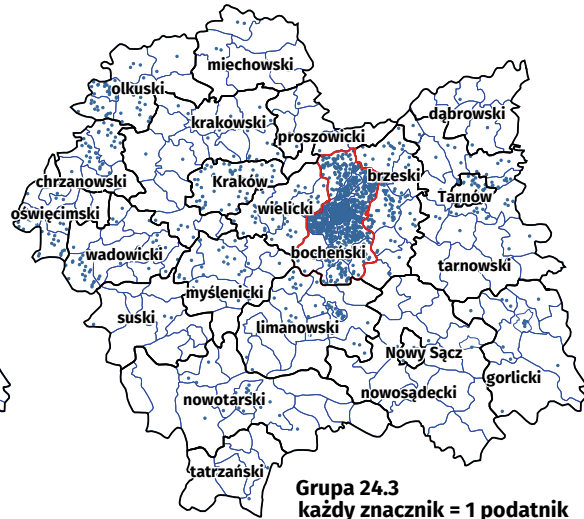 miechowski
olkuski
dąbrowski
krakowski
proszowicki
chrzanowski
Kraków
brzeski
Tarnów
oświęcimski
wielicki
wadowicki
bocheński
tarnowski
myślenicki
suski
limanowski
Nowy Sącz
gorlicki
nowotarski
nowosądecki
tatrzański
Grupa 24.3
każdy znacznik = 1 podatnik